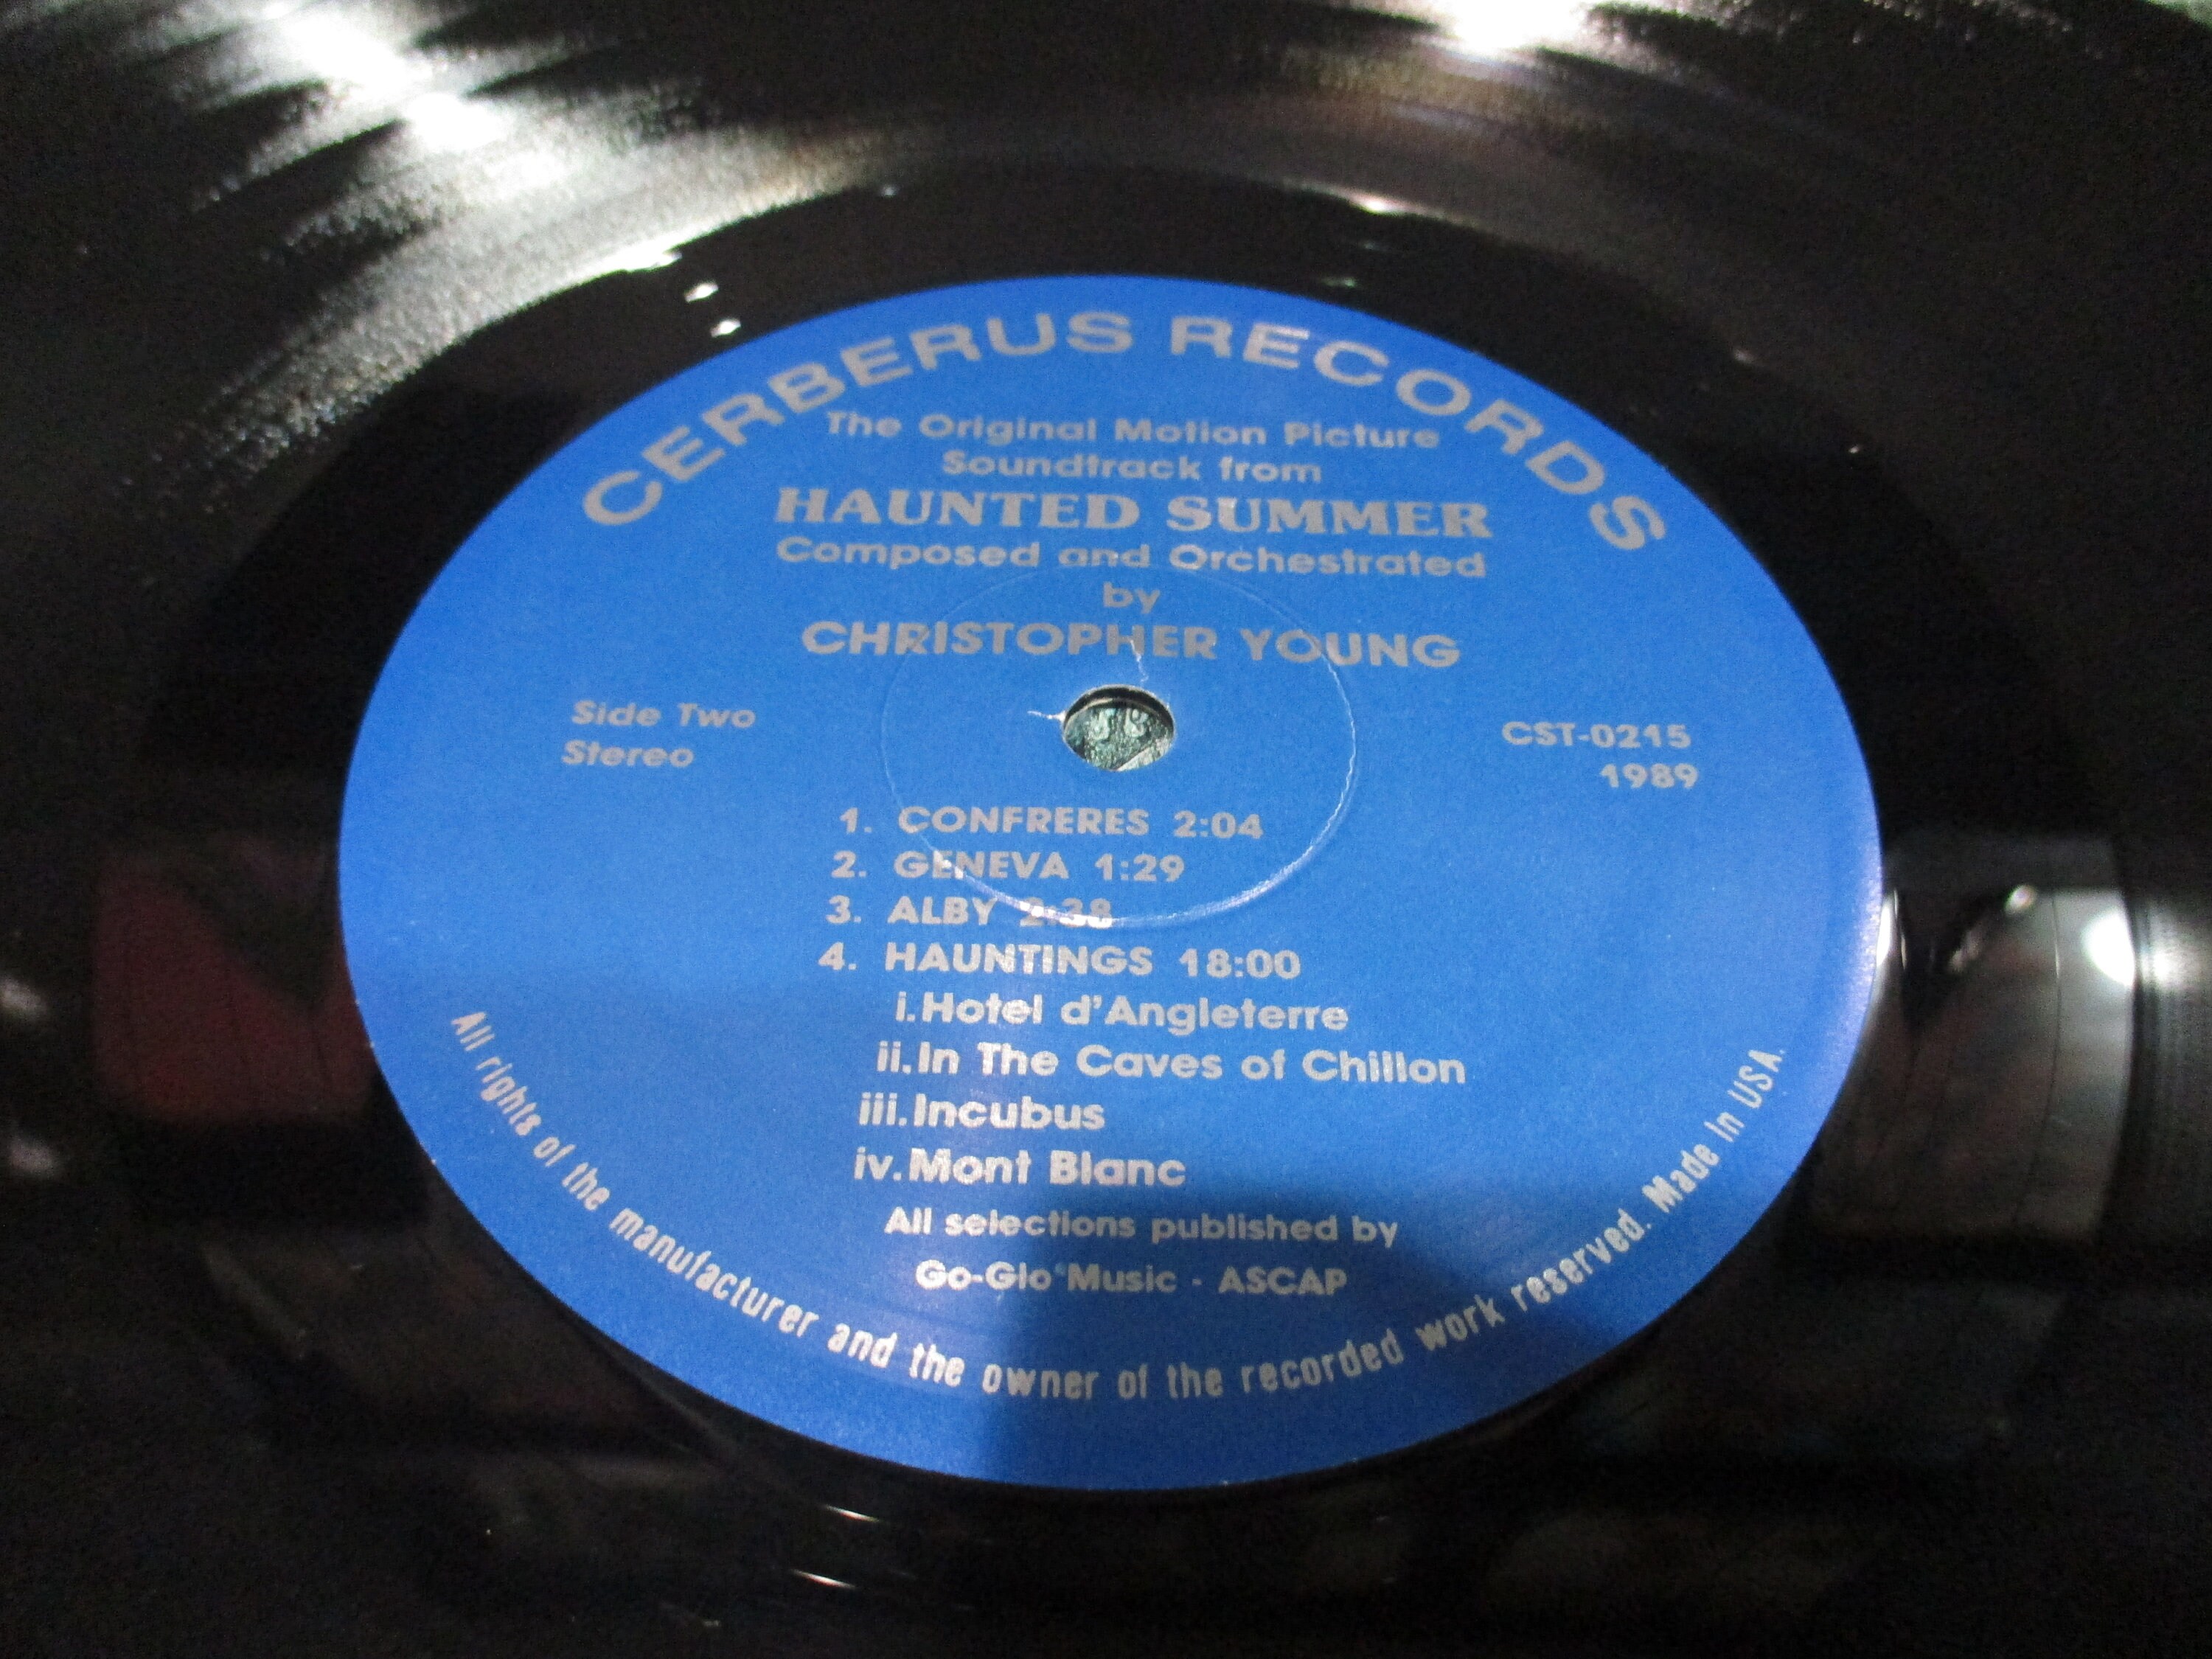 CERBERUS RECORDS
The Original Motion Picture
Soundtrack from
HAUNTED SUMMER
Composed and Orchestrated
by
CHRISTOPHER YOUNG
Side Two
Stereo
CST-0215
1989
1. CONFRERES 2:04
2. GENEVA 1:29
3. ALBY 2:38
4. HAUNTINGS 18:00
i. Hotel d'Angleterre
ii. In The Caves of Chillon
iii. Incubus
iv. Mont Blanc
All selections published by
Go-Glo Music - ASCAP
All rights of the manufacturer and the owner of the recorded work reserved. Made In USA.